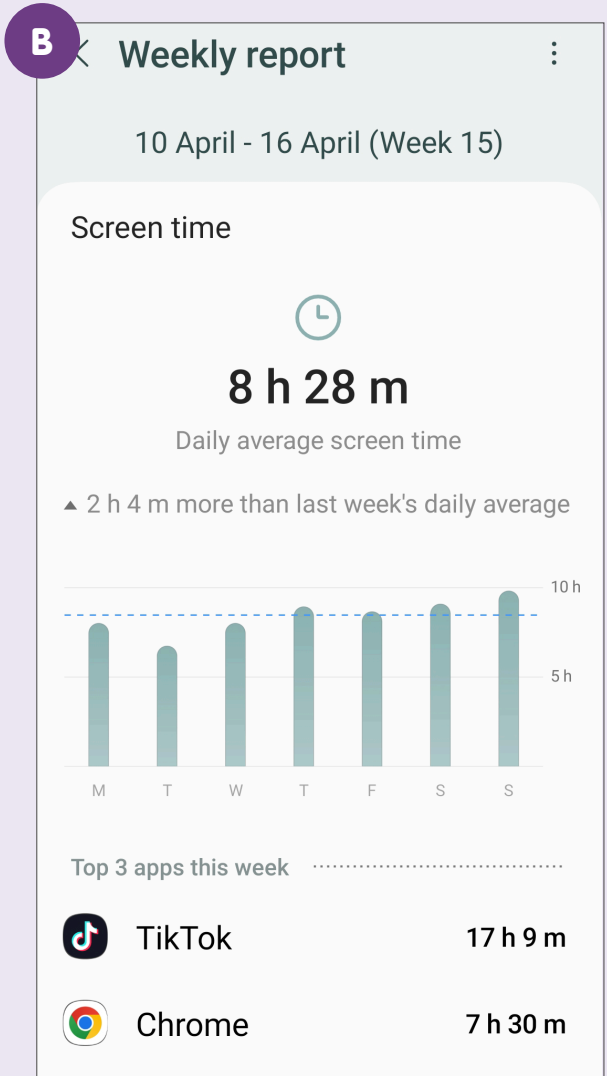 B
Weekly report
10 April - 16 April (Week 15)
Screen time
8 h 28 m
Daily average screen time
2 h 4 m more than last week's daily average
10 h
5 h
M T W T F S S
Top 3 apps this week
TikTok 17 h 9 m
Chrome 7 h 30 m